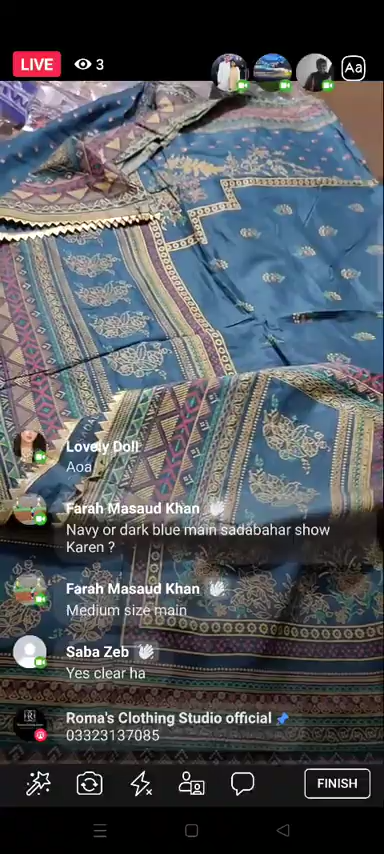 LIVE
3
Aa
Lovely Doll
Aoa
Farah Masaud Khan 👋
Navy or dark blue main sadabahar show
Karen ?
Farah Masaud Khan 👋
Medium size main
Saba Zeb 👋
Yes clear ha
Roma's Clothing Studio official 📌
03323137085
FINISH